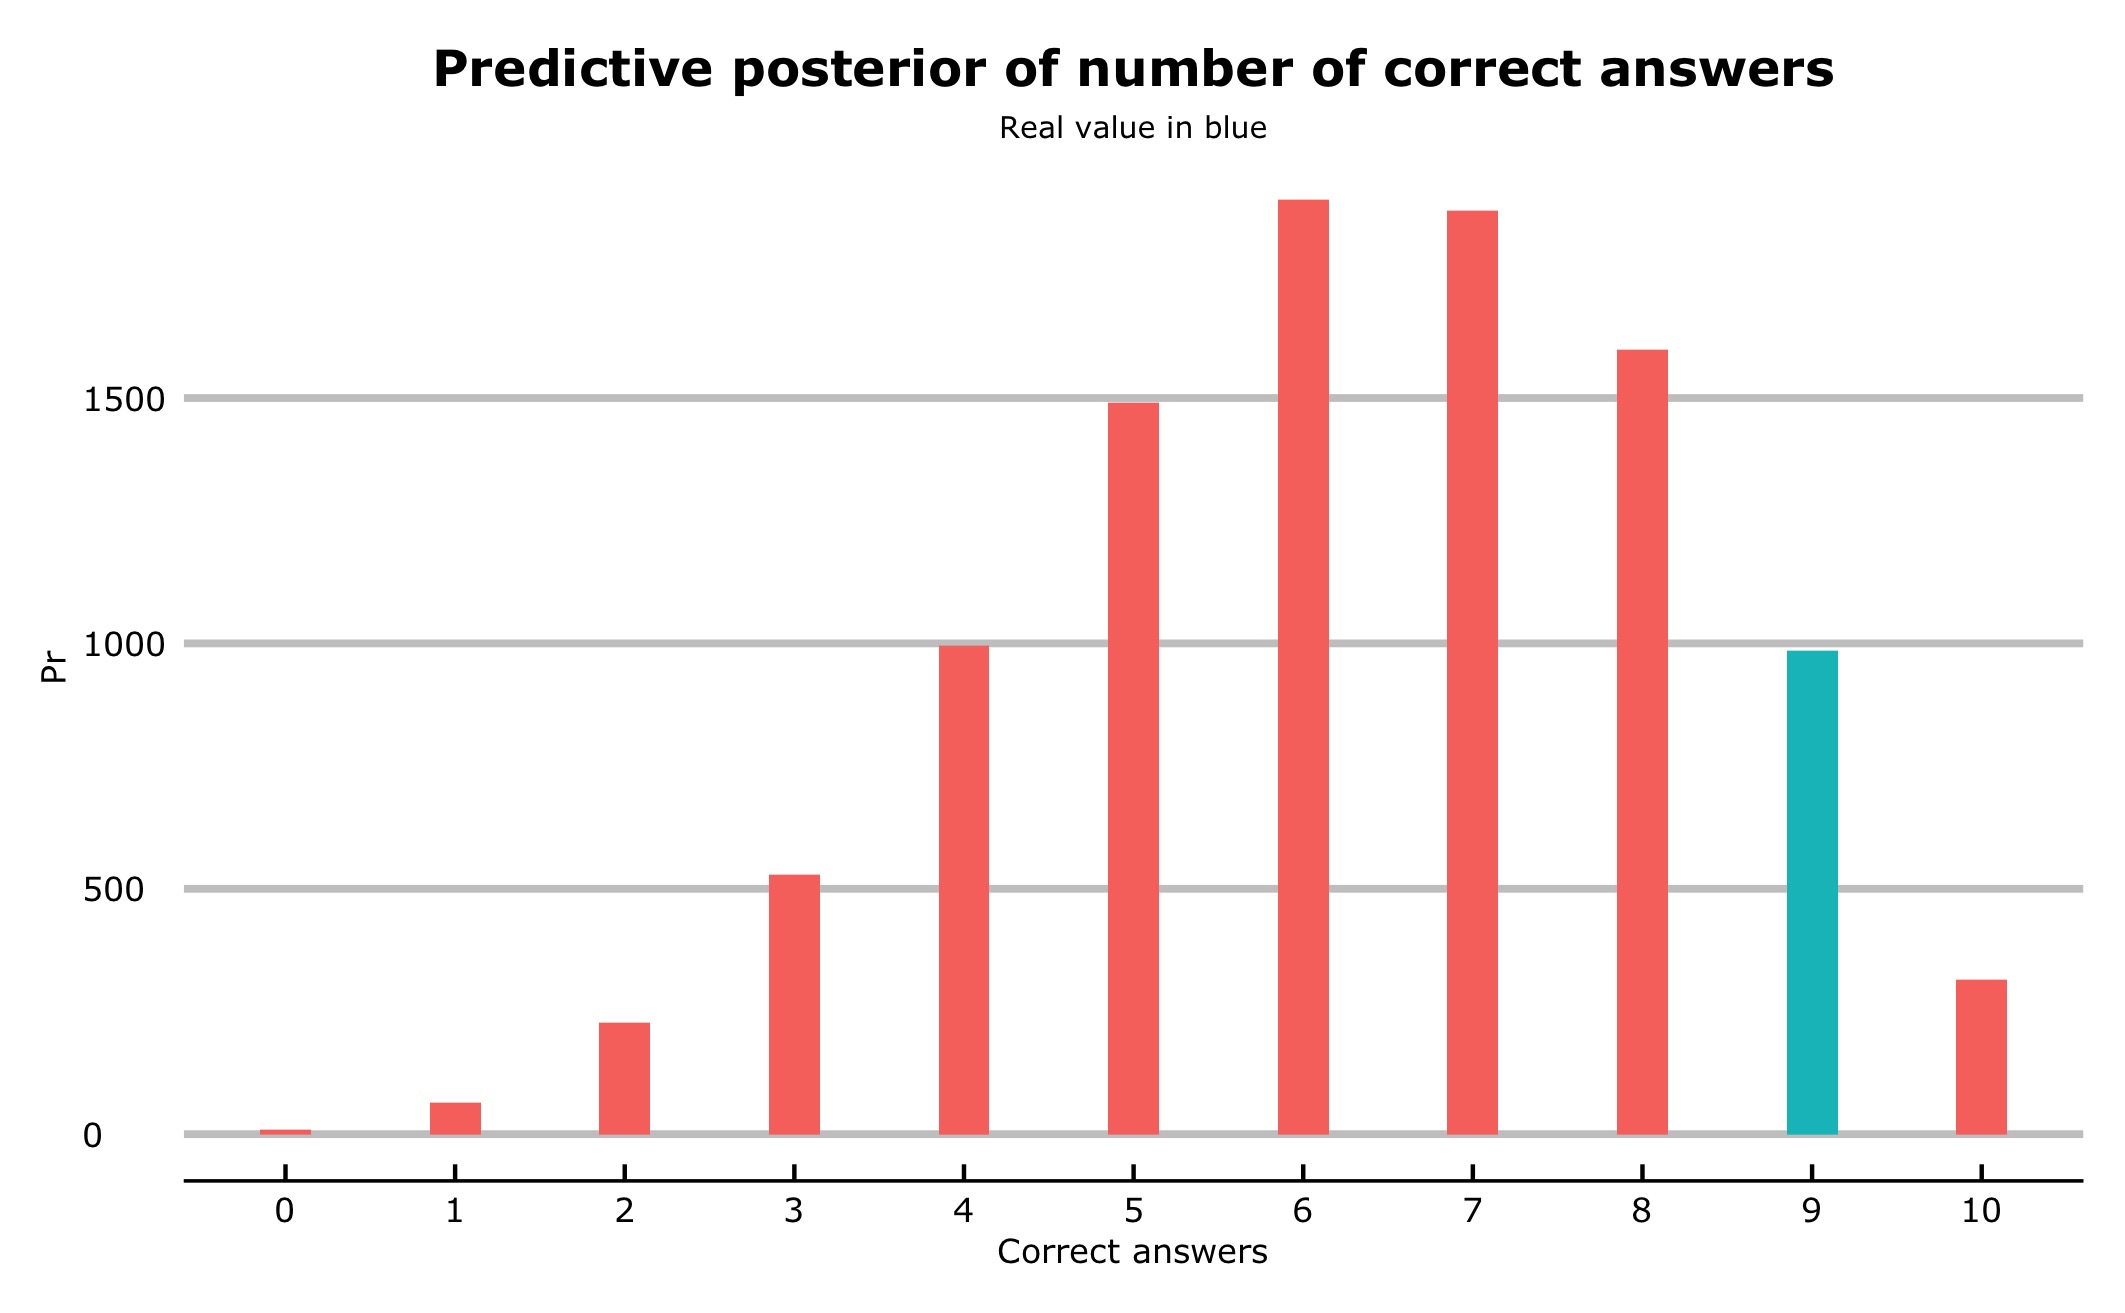 Predictive posterior of number of correct answers
Real value in blue
Pr
1500
1000
500
0
0 1 2 3 4 5 6 7 8 9 10
Correct answers